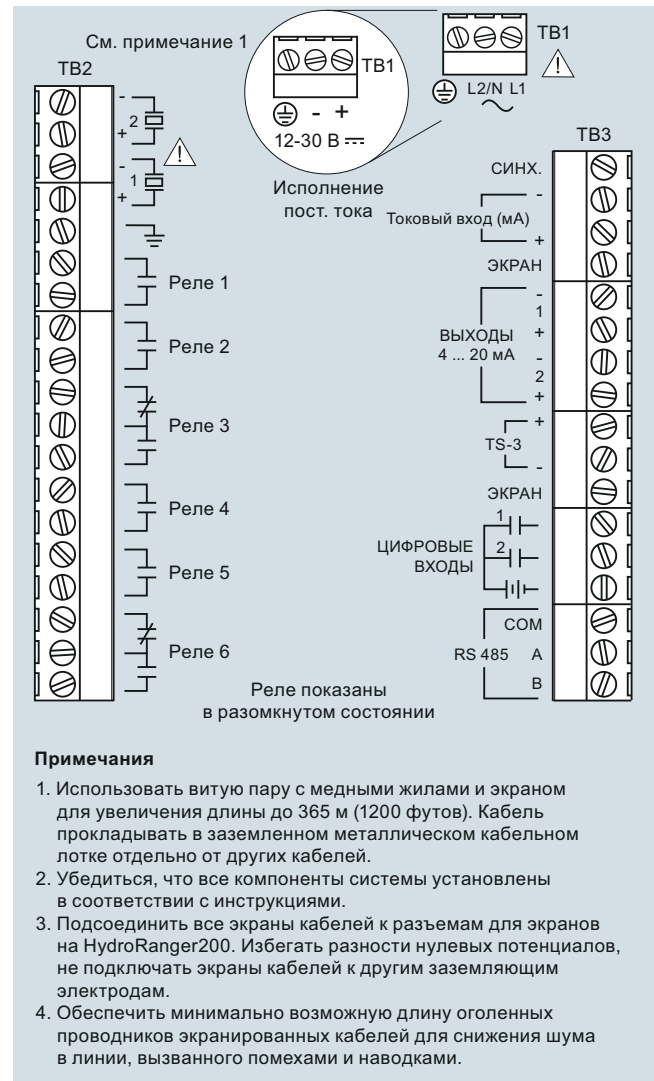 См. примечание 1
TB1
TB1
TB2
L2/N L1
- +
12-30 В
TB3
Исполнение
пост. тока
-
2
+
-
1
+
Реле 1
Реле 2
Реле 3
Реле 4
Реле 5
Реле 6
СИНХ.
-
Токовый вход (мА)
+
ЭКРАН
-
1
ВЫХОДЫ
+
4 ... 20 мА
-
2
+
+
TS-3
-
ЭКРАН
1
ЦИФРОВЫЕ
2
ВХОДЫ
COM
RS 485 A
B
Реле показаны
в разомкнутом состоянии
Примечания
1. Использовать витую пару с медными жилами и экраном
для увеличения длины до 365 м (1200 футов). Кабель
прокладывать в заземленном металлическом кабельном
лотке отдельно от других кабелей.
2. Убедиться, что все компоненты системы установлены
в соответствии с инструкциями.
3. Подсоединить все экраны кабелей к разъемам для экранов
на HydroRanger200. Избегать разности нулевых потенциалов,
не подключать экраны кабелей к другим заземляющим
электродам.
4. Обеспечить минимально возможную длину оголенных
проводников экранированных кабелей для снижения шума
в линии, вызванного помехами и наводками.